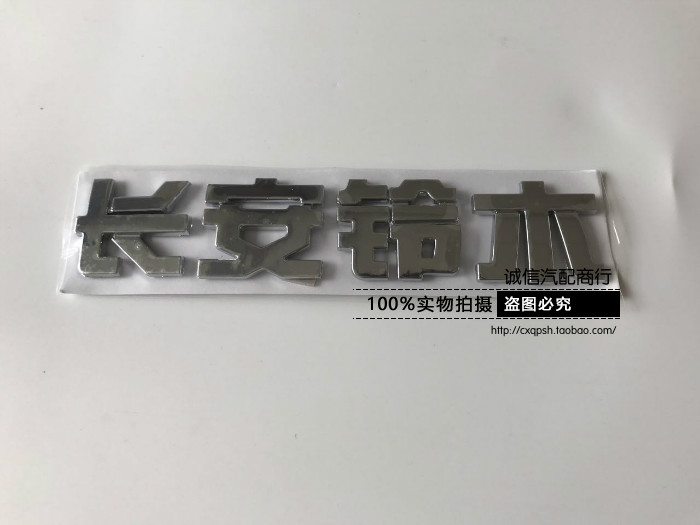 长安铃木
诚信汽配商行
100%实物拍摄 盗图必究
http://cxqpsh.taobao.com/